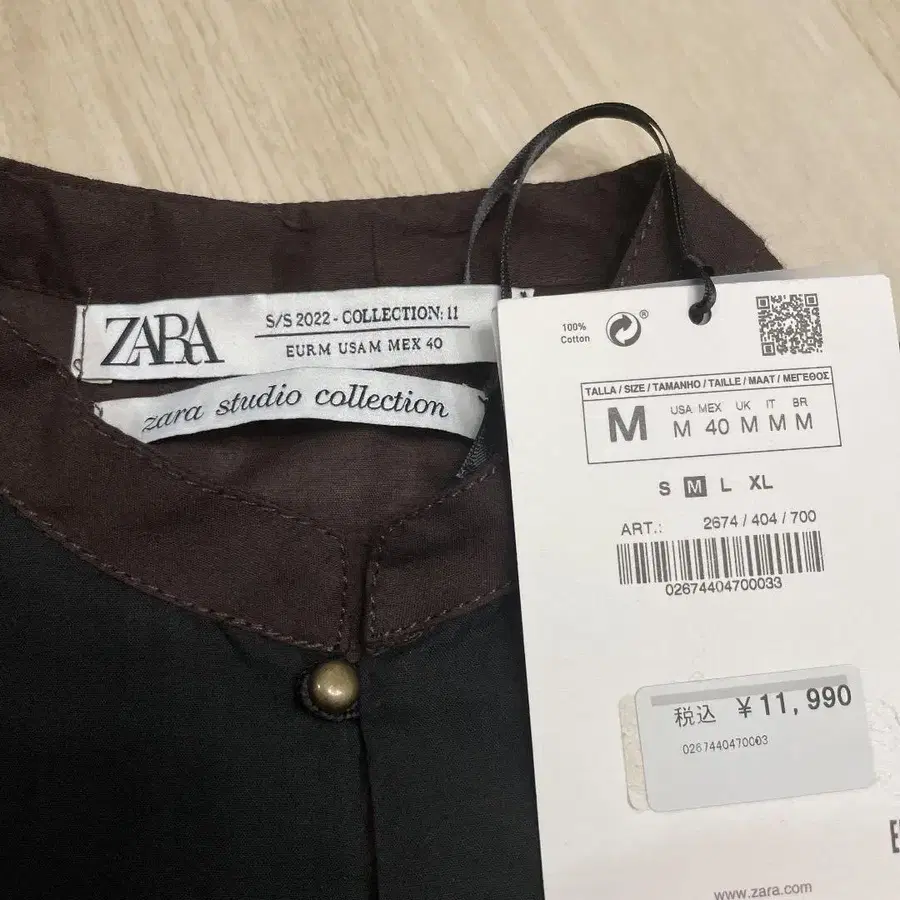 ZARA
S/S 2022 - COLLECTION: 11
EUR M USA M MEX 40
zara studio collection
100%
Cotton
®
TALLA / SIZE / TAMANHO / TAILLE / MAAT / ΜΕΓΕΘΟΣ
M
USA MEX UK IT BR
M 40 M M M
S M L XL
ART.: 2674 / 404 / 700
02674404700033
税込 ¥11,990
0267440470003
www.zara.com